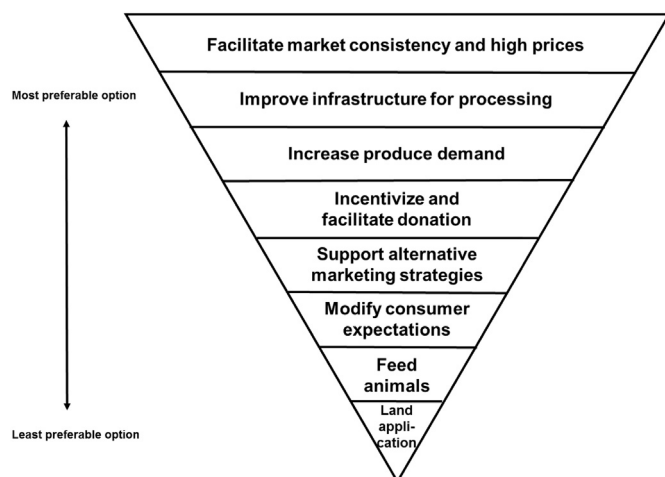 Facilitate market consistency and high prices
Most preferable option
Improve infrastructure for processing
Increase produce demand
Incentivize and
facilitate donation
Support alternative
marketing strategies
Modify consumer
expectations
Feed
animals
Land
appli-
cation
Least preferable option